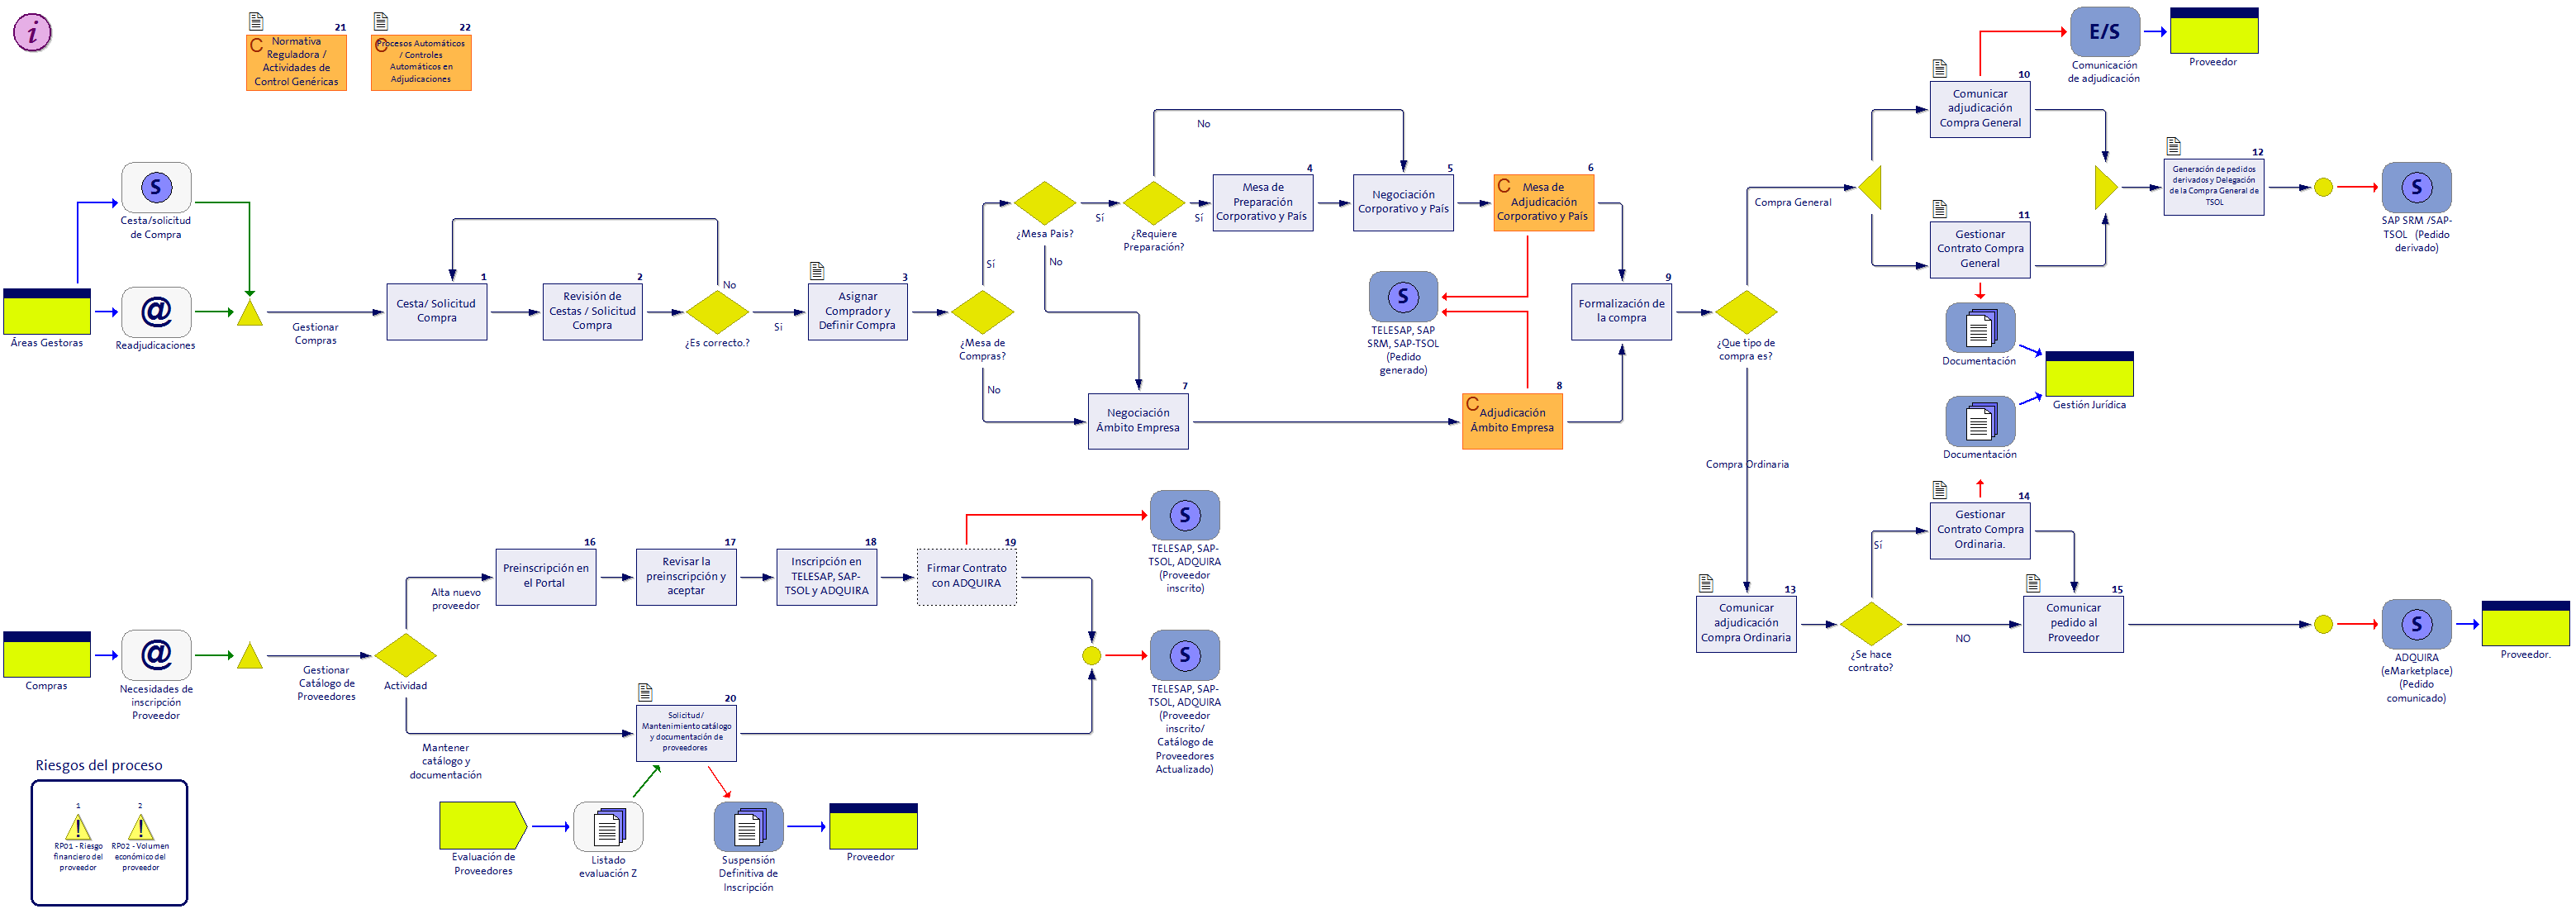 i
21
C Normativa
Reguladora /
Actividades de
Control Genéricas
22
C Procesos Automáticos
/ Controles
Automáticos en
Adjudicaciones
S
Cesta/solicitud
de Compra
Áreas Gestoras
@
Readjudicaciones
Gestionar
Compras
1
Cesta/ Solicitud
Compra
2
Revisión de
Cestas / Solicitud
Compra
No
¿Es correcto.?
Si
3
Asignar
Comprador y
Definir Compra
¿Mesa de
Compras?
Sí
No
¿Mesa Pais?
Sí
No
¿Requiere
Preparación?
No
Sí
4
Mesa de
Preparación
Corporativo y País
5
Negociación
Corporativo y País
6
C Mesa de
Adjudicación
Corporativo y País
S
TELESAP, SAP
SRM, SAP-TSOL
(Pedido
generado)
7
Negociación
Ámbito Empresa
8
C
Adjudicación
Ámbito Empresa
9
Formalización de
la compra
¿Que tipo de
compra es?
Compra General
Compra Ordinaria
10
Comunicar
adjudicación
Compra General
E/S
Comunicación
de adjudicación
Proveedor
11
Gestionar
Contrato Compra
General
12
Generación de pedidos
derivados y Delegación
de la Compra General de
TSOL
S
SAP SRM /SAP-
TSOL (Pedido
derivado)
Documentación
Gestión Jurídica
Documentación
13
Comunicar
adjudicación
Compra Ordinaria
¿Se hace
contrato?
Sí
NO
14
Gestionar
Contrato Compra
Ordinaria.
15
Comunicar
pedido al
Proveedor
S
ADQUIRA
(eMarketplace)
(Pedido
comunicado)
Proveedor.
Compras
@
Necesidades de
inscripción
Proveedor
Gestionar
Catálogo de
Proveedores
Actividad
Alta nuevo
proveedor
16
Preinscripción en
el Portal
17
Revisar la
preinscripción y
aceptar
18
Inscripción en
TELESAP, SAP-
TSOL y ADQUIRA
19
Firmar Contrato
con ADQUIRA
S
TELESAP, SAP-
TSOL, ADQUIRA
(Proveedor
inscrito)
S
TELESAP, SAP-
TSOL, ADQUIRA
(Proveedor
inscrito/
Catálogo de
Proveedores
Actualizado)
Mantener
catálogo y
documentación
20
Solicitud/
Mantenimiento catálogo
y documentación de
proveedores
Evaluación de
Proveedores
Listado
evaluación Z
Suspensión
Definitiva de
Inscripción
Proveedor
Riesgos del proceso
1
RP01 - Riesgo
financiero del
proveedor
2
RP02 - Volumen
económico del
proveedor